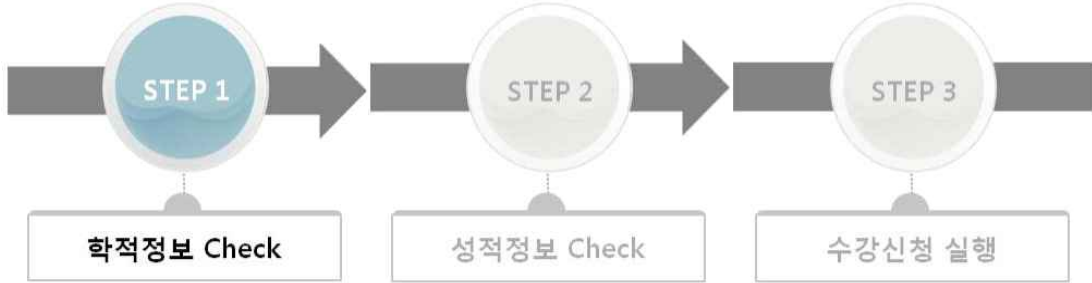 STEP 1
STEP 2
STEP 3
학적정보 Check
성적정보 Check
수강신청 실행